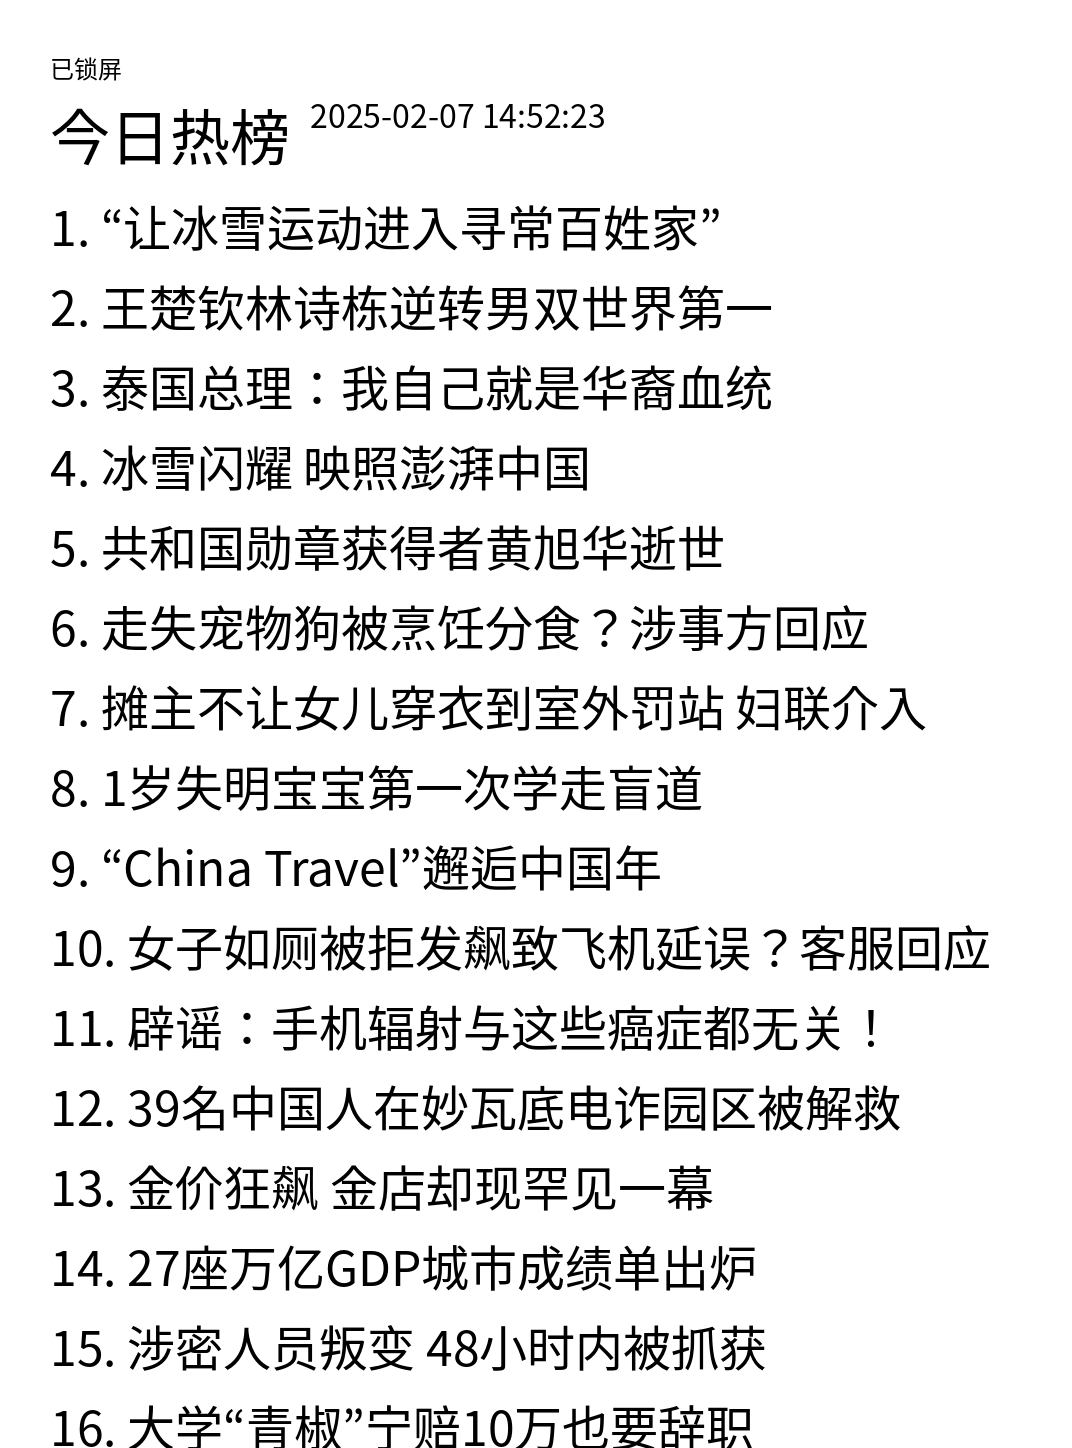 已锁屏
今日热榜 2025-02-07 14:52:23
1. “让冰雪运动进入寻常百姓家”
2. 王楚钦林诗栋逆转男双世界第一
3. 泰国总理：我自己就是华裔血统
4. 冰雪闪耀 映照澎湃中国
5. 共和国勋章获得者黄旭华逝世
6. 走失宠物狗被烹饪分食？涉事方回应
7. 摊主不让女儿穿衣到室外罚站 妇联介入
8. 1岁失明宝宝第一次学走盲道
9. “China Travel”邂逅中国年
10. 女子如厕被拒发飙致飞机延误？客服回应
11. 辟谣：手机辐射与这些癌症都无关！
12. 39名中国人在妙瓦底电诈园区被解救
13. 金价狂飙 金店却现罕见一幕
14. 27座万亿GDP城市成绩单出炉
15. 涉密人员叛变 48小时内被抓获
16. 大学“青椒”宁赔10万也要辞职